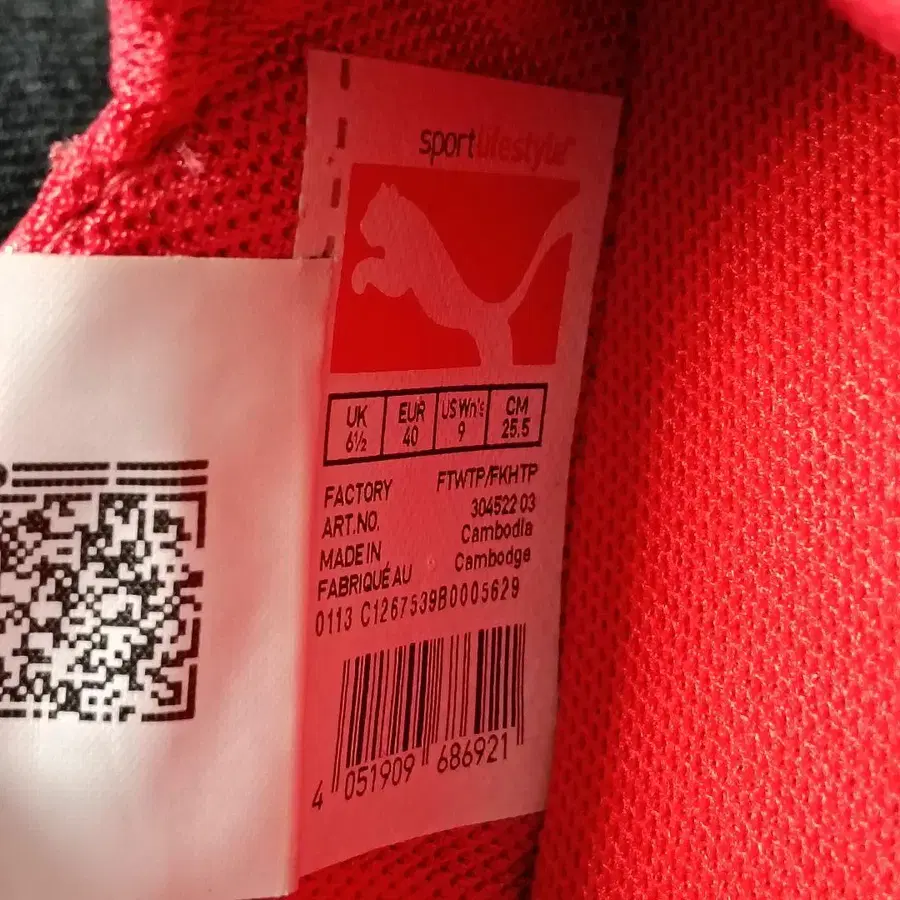 sportlifestyle
UK EUR US Wn's CM
6½ 40 9 25.5
FACTORY FTWTP/FKHTP
ART.NO. 304522 03
MADE IN Cambodia
FABRIQUÉ AU Cambodge
0113 C1267539B0005629
4 051909 686921